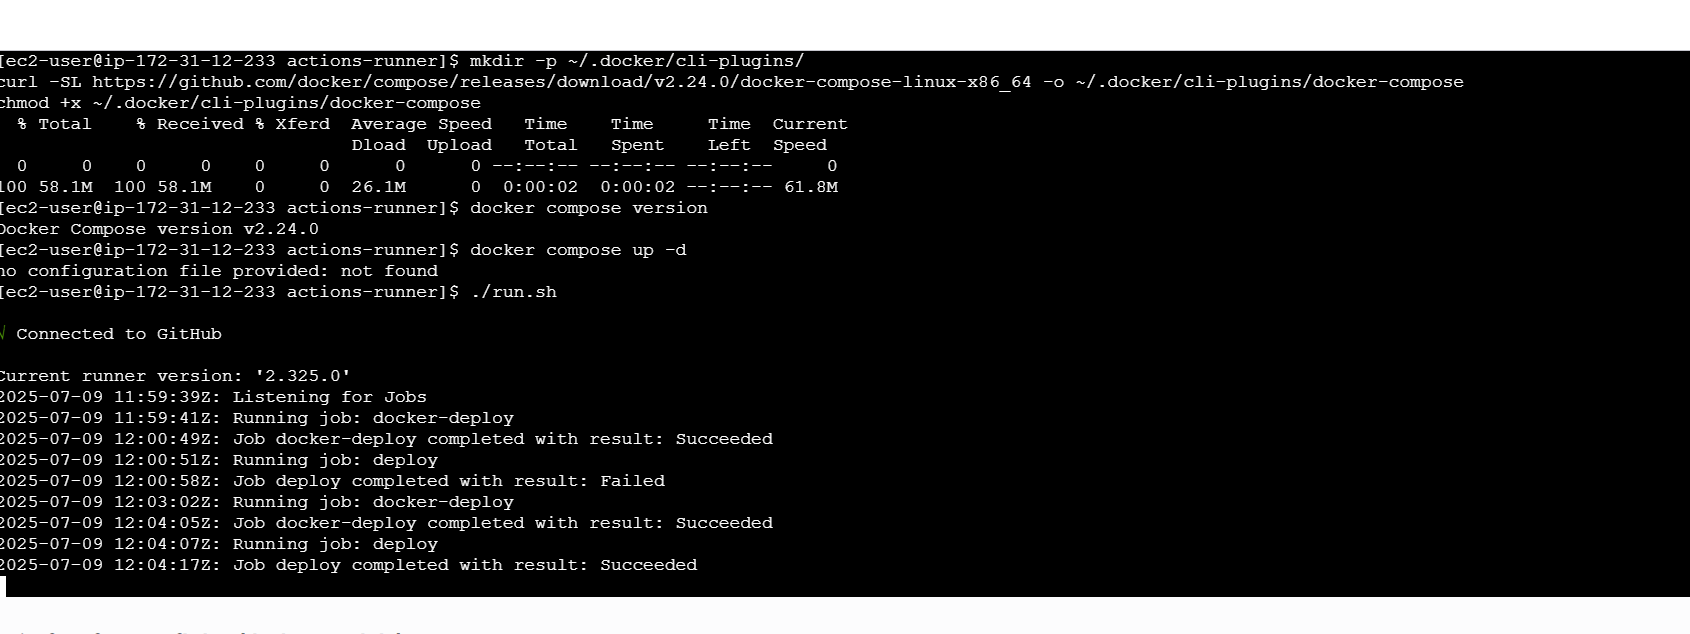 [ec2-user@ip-172-31-12-233 actions-runner]$ mkdir -p ~/.docker/cli-plugins/
curl -SL https://github.com/docker/compose/releases/download/v2.24.0/docker-compose-linux-x86_64 -o ~/.docker/cli-plugins/docker-compose
chmod +x ~/.docker/cli-plugins/docker-compose
% Total % Received % Xferd Average Speed Time Time Time Current
Dload Upload Total Spent Left Speed
0 0 0 0 0 0 0 0 --:--:-- --:--:-- --:--:-- 0
100 58.1M 100 58.1M 0 0 26.1M 0 0:00:02 0:00:02 --:--:-- 61.8M
[ec2-user@ip-172-31-12-233 actions-runner]$ docker compose version
Docker Compose version v2.24.0
[ec2-user@ip-172-31-12-233 actions-runner]$ docker compose up -d
no configuration file provided: not found
[ec2-user@ip-172-31-12-233 actions-runner]$ ./run.sh
√ Connected to GitHub
Current runner version: '2.325.0'
2025-07-09 11:59:39Z: Listening for Jobs
2025-07-09 11:59:41Z: Running job: docker-deploy
2025-07-09 12:00:49Z: Job docker-deploy completed with result: Succeeded
2025-07-09 12:00:51Z: Running job: deploy
2025-07-09 12:00:58Z: Job deploy completed with result: Failed
2025-07-09 12:03:02Z: Running job: docker-deploy
2025-07-09 12:04:05Z: Job docker-deploy completed with result: Succeeded
2025-07-09 12:04:07Z: Running job: deploy
2025-07-09 12:04:17Z: Job deploy completed with result: Succeeded